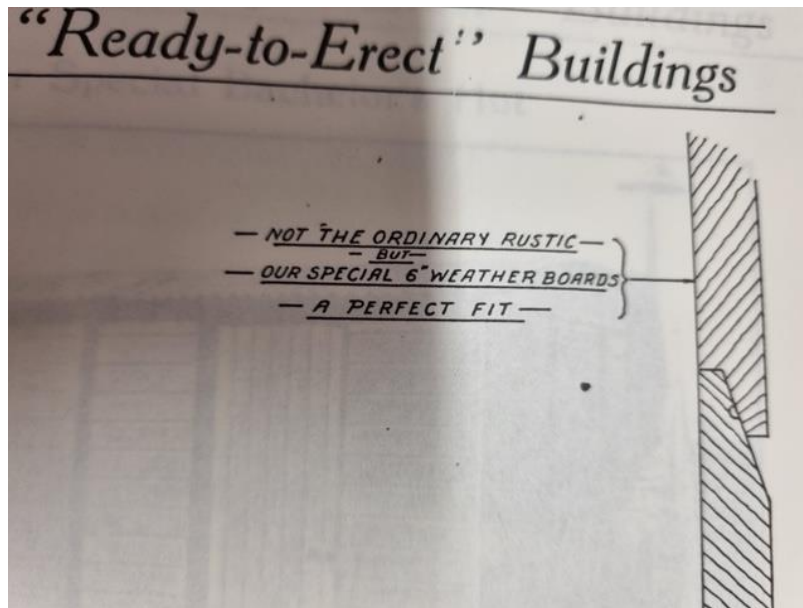 “Ready-to-Erect” Buildings
— NOT THE ORDINARY RUSTIC —
— BUT —
— OUR SPECIAL 6" WEATHER BOARDS
— A PERFECT FIT —